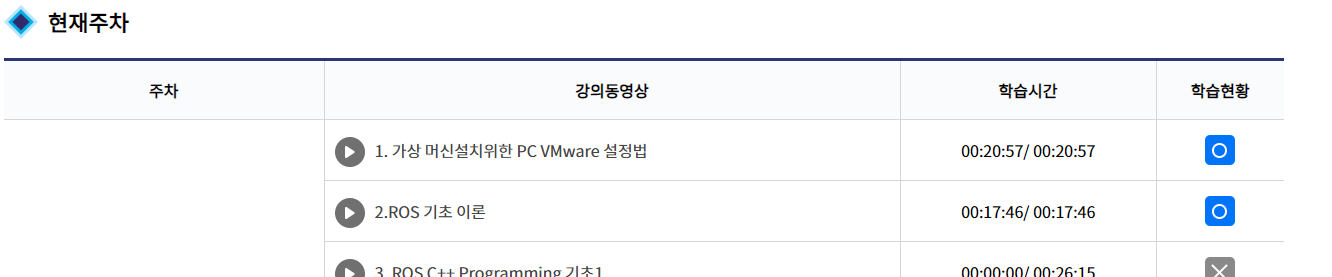 현재주차
주차 강의동영상 학습시간 학습현황
1. 가상 머신설치위한 PC VMware 설정법 00:20:57/ 00:20:57
2.ROS 기초 이론 00:17:46/ 00:17:46
3. ROS C++ Programming 기초1 00:00:00/ 00:26:15